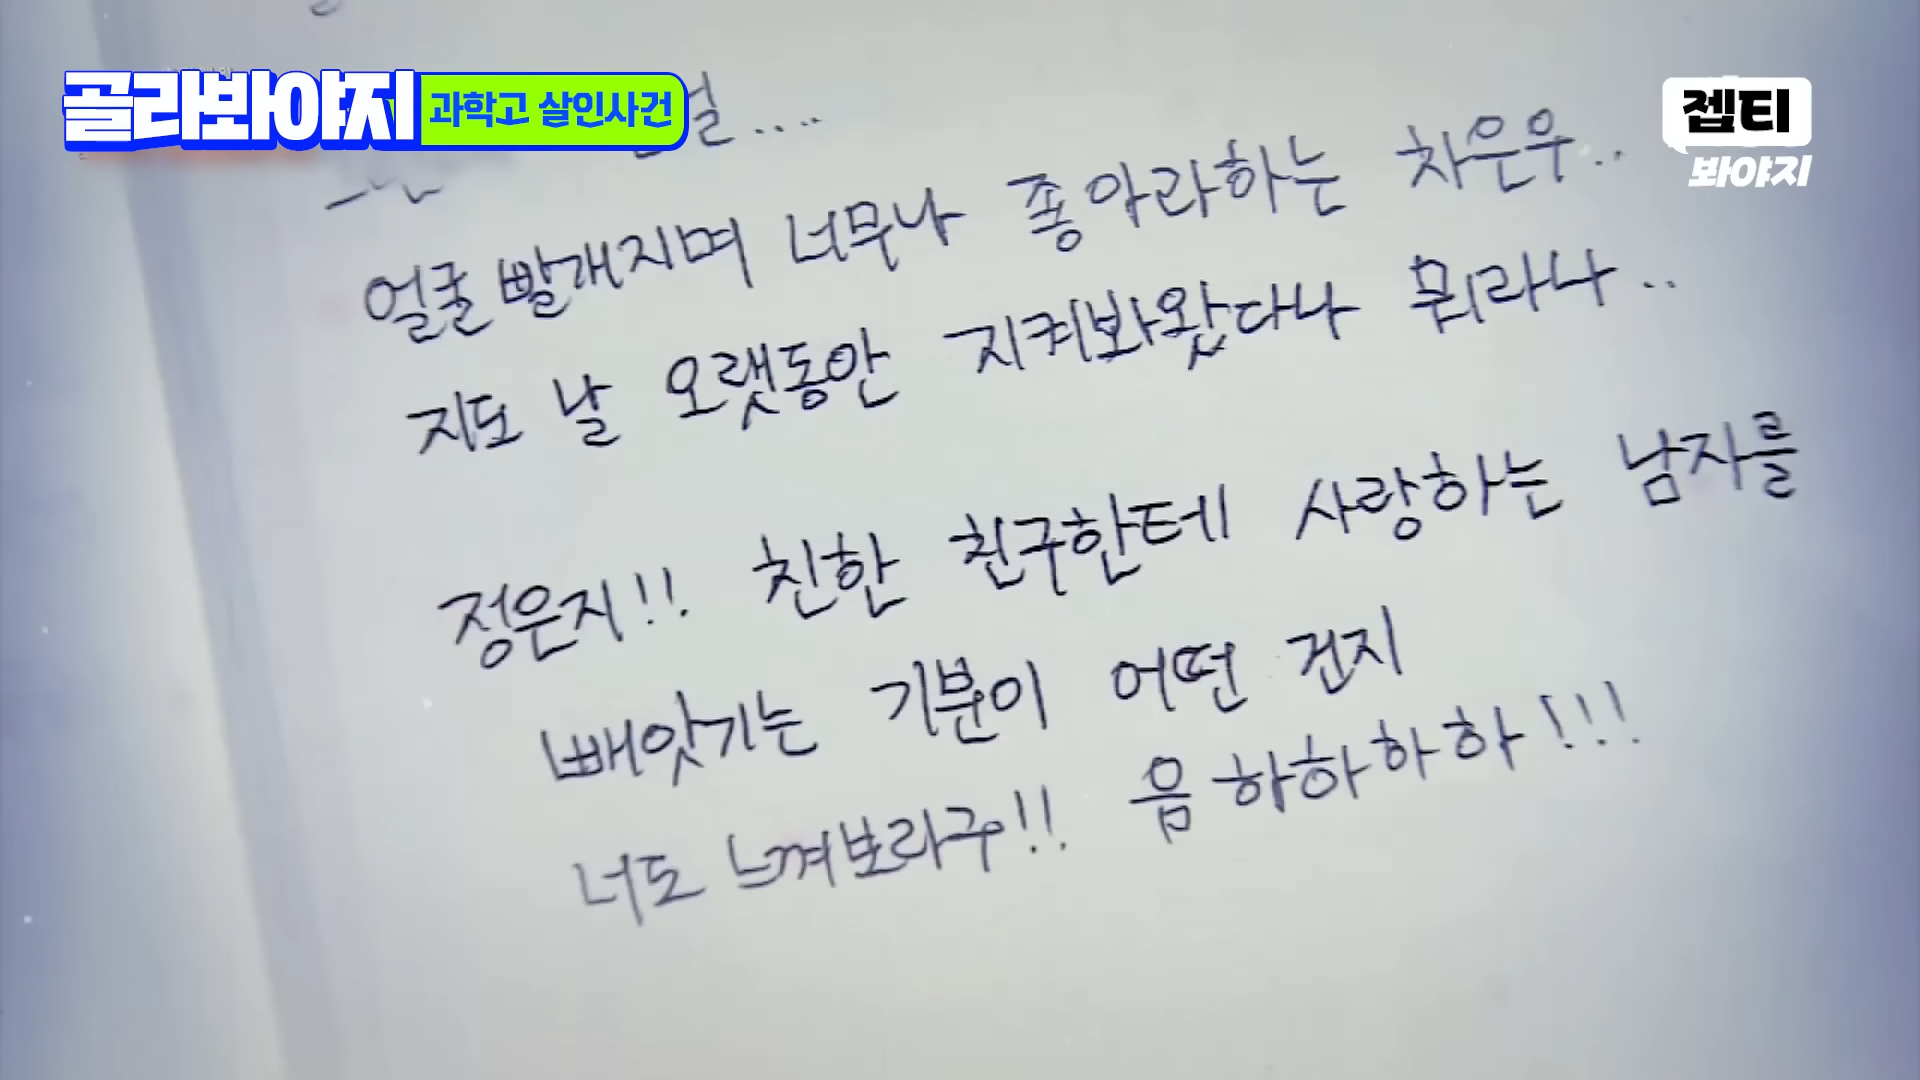 골라봐야지 과학고 살인사건
젭티
봐야지
얼굴 빨개지며 너무나 좋아라하는 차은우..
지도 날 오랫동안 지켜봐왔다나 뭐라나..
정은지!! 친한 친구한테 사랑하는 남자를
빼앗기는 기분이 어떤 건지
너도 느껴보라구!! 음하하하하!!!